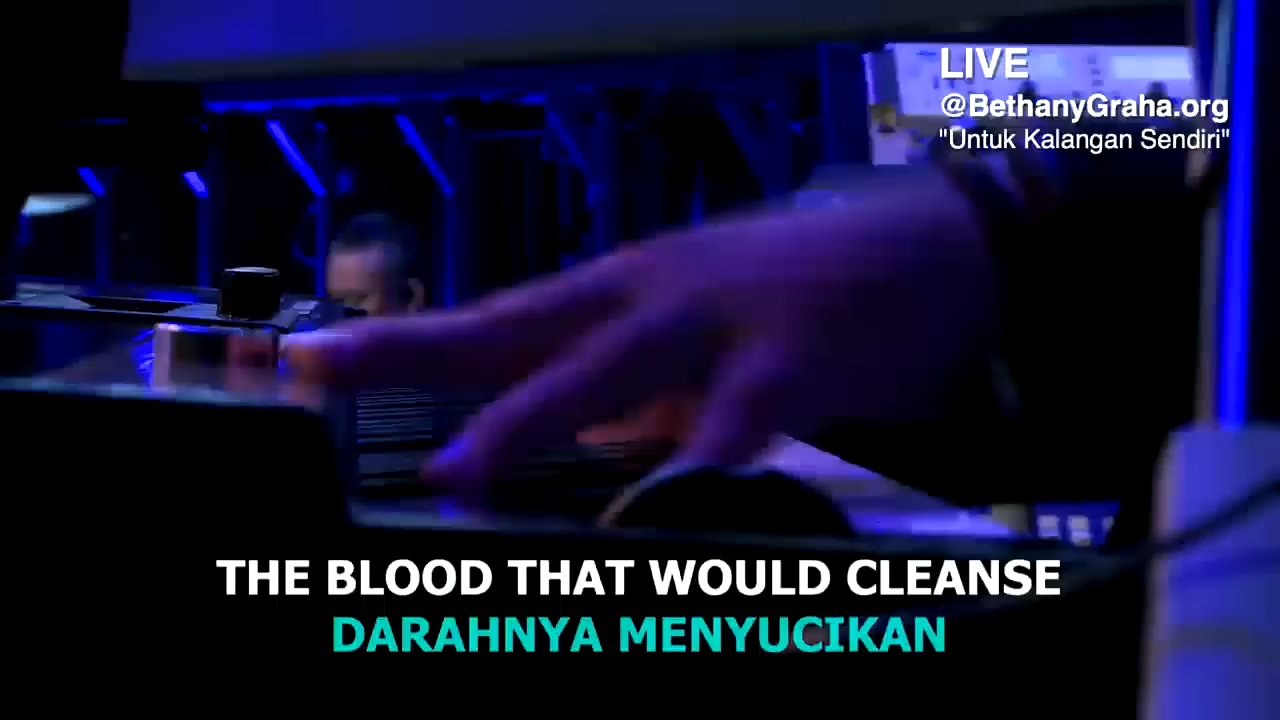 LIVE
@BethanyGraha.org
"Untuk Kalangan Sendiri"
THE BLOOD THAT WOULD CLEANSE
DARAHNYA MENYUCIKAN